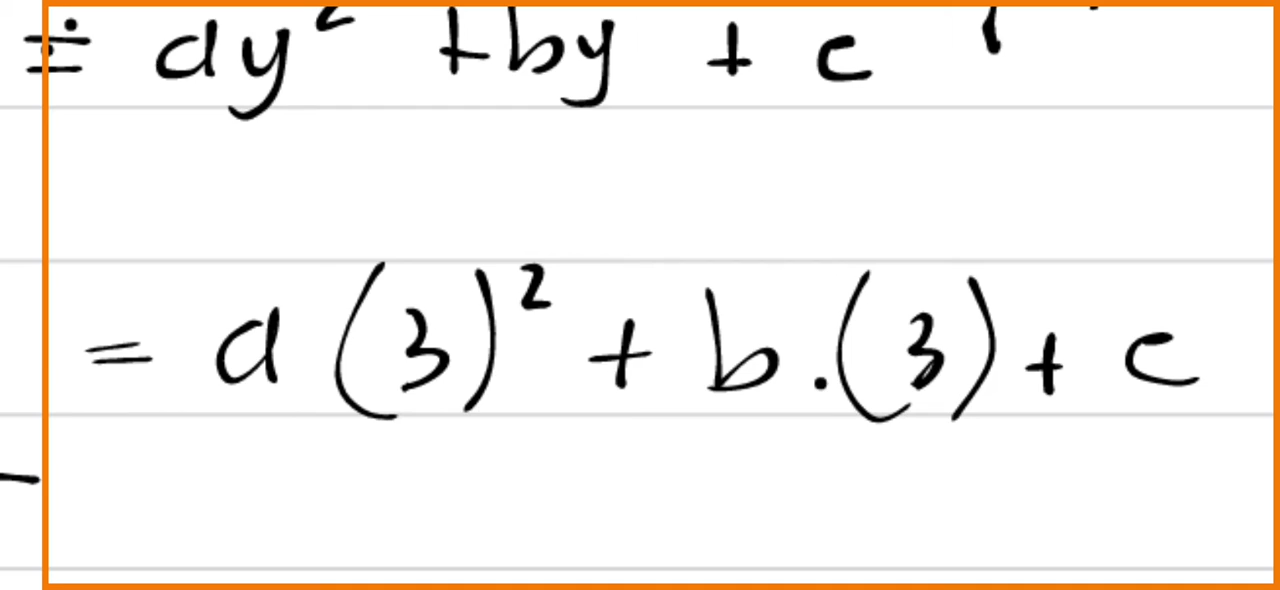 = ay² + by + c
= a(3)² + b.(3) + c